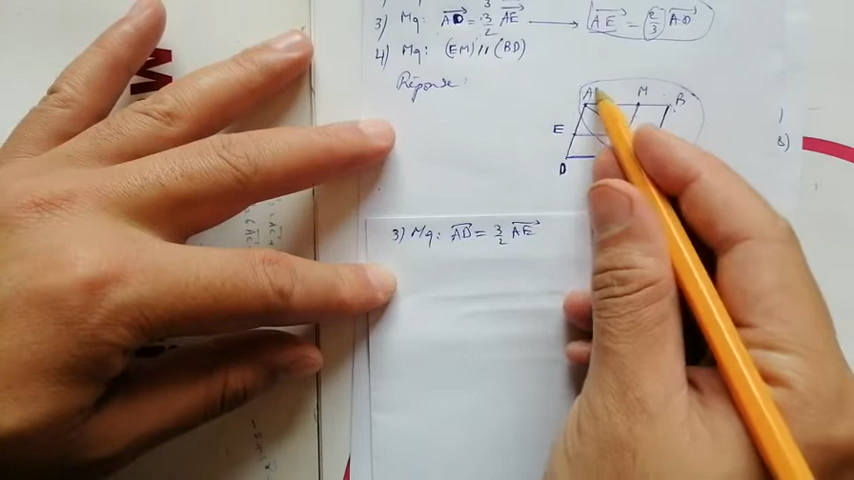 3) Mq: AD = 3/2 AE → AE = (2/3) AD
4) Mq: (EM) // (BD)
Réponse:
A M B
E
D
3) Mq: AD = 3/2 AE